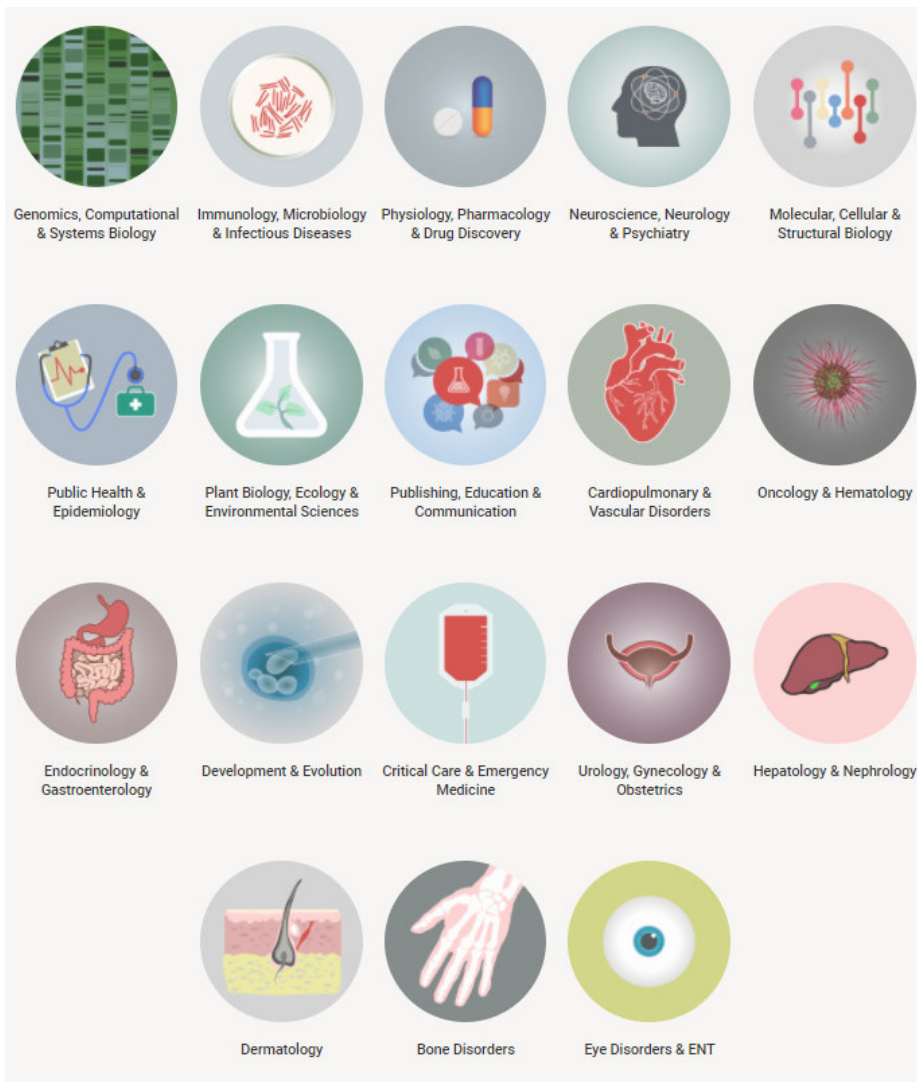 Genomics, Computational
& Systems Biology
Immunology, Microbiology
& Infectious Diseases
Physiology, Pharmacology
& Drug Discovery
Neuroscience, Neurology
& Psychiatry
Molecular, Cellular &
Structural Biology
Public Health &
Epidemiology
Plant Biology, Ecology &
Environmental Sciences
Publishing, Education &
Communication
Cardiopulmonary &
Vascular Disorders
Oncology & Hematology
Endocrinology &
Gastroenterology
Development & Evolution
Critical Care & Emergency
Medicine
Urology, Gynecology &
Obstetrics
Hepatology & Nephrology
Dermatology
Bone Disorders
Eye Disorders & ENT